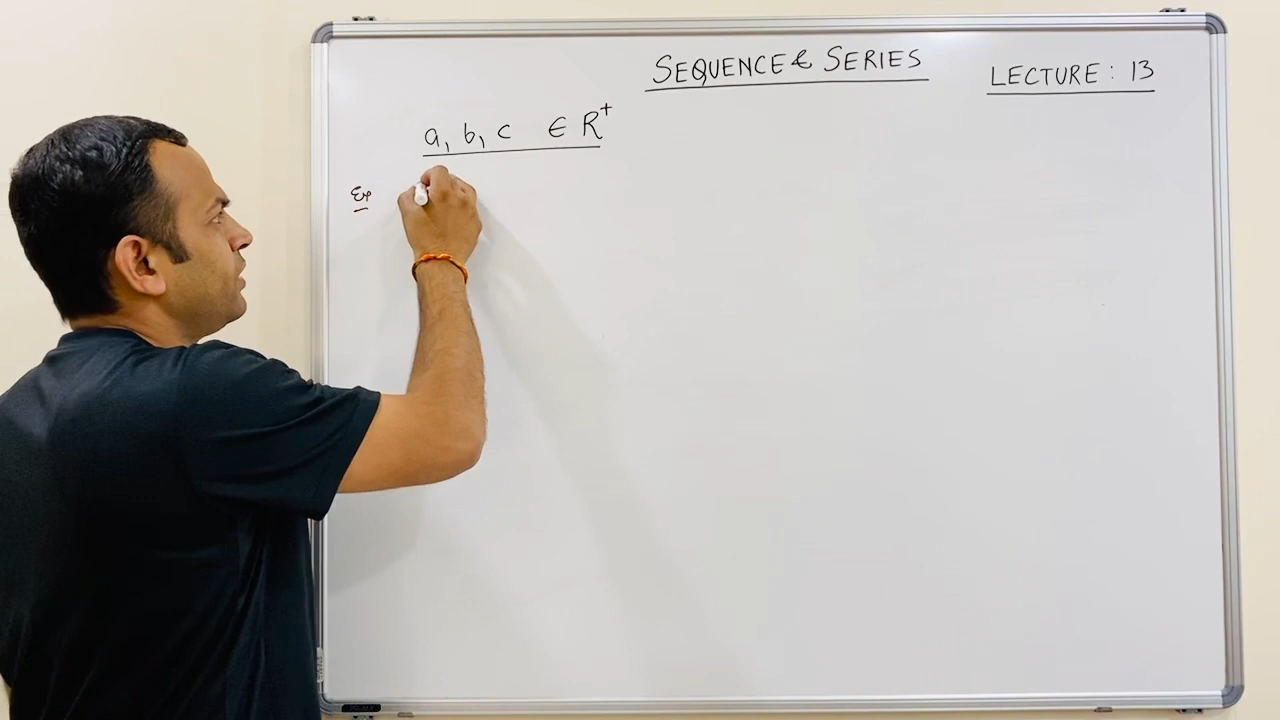 SEQUENCE & SERIES
LECTURE : 13
a, b, c ∈ R⁺
Ex